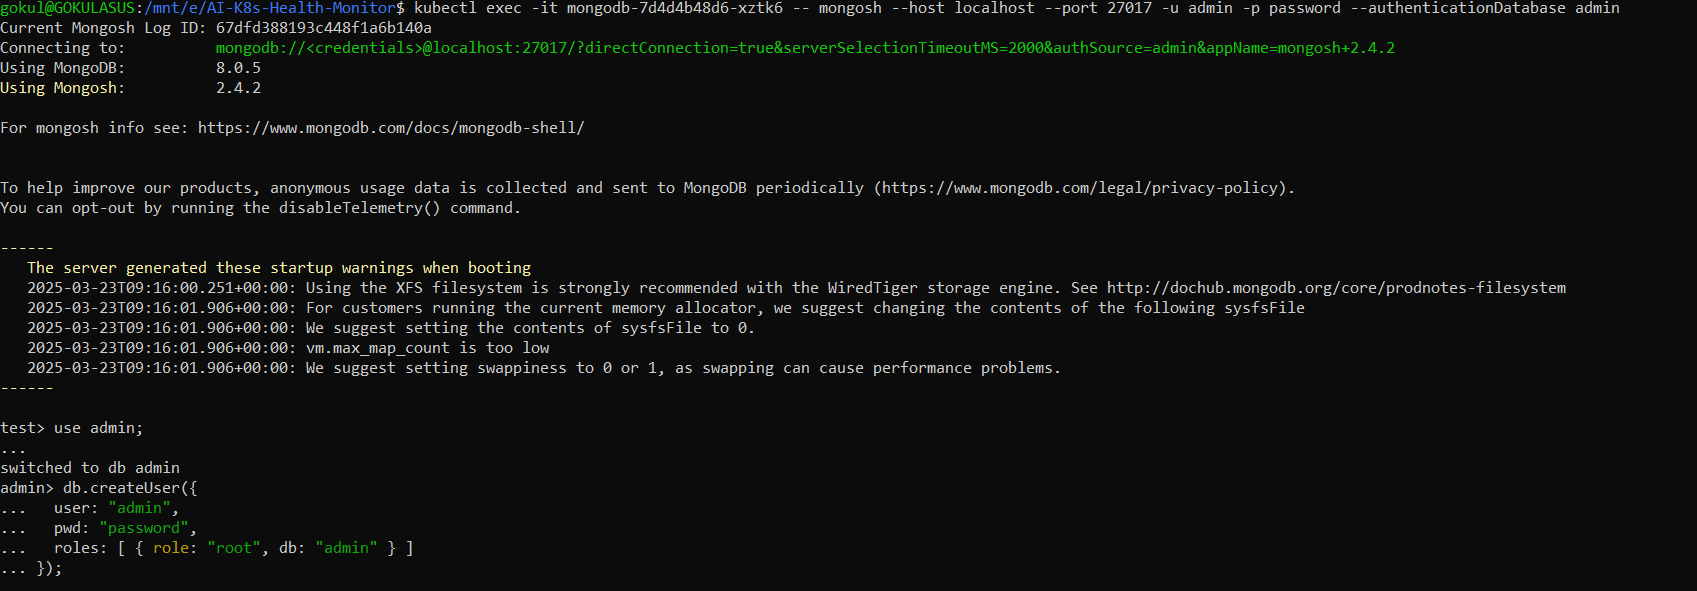 gokul@GOKULASUS:/mnt/e/AI-K8s-Health-Monitor$ kubectl exec -it mongodb-7d4d4b48d6-xztk6 -- mongosh --host localhost --port 27017 -u admin -p password --authenticationDatabase admin
Current Mongosh Log ID: 67dfd388193c448f1a6b140a
Connecting to:          mongodb://<credentials>@localhost:27017/?directConnection=true&serverSelectionTimeoutMS=2000&authSource=admin&appName=mongosh+2.4.2
Using MongoDB:          8.0.5
Using Mongosh:          2.4.2

For mongosh info see: https://www.mongodb.com/docs/mongodb-shell/


To help improve our products, anonymous usage data is collected and sent to MongoDB periodically (https://www.mongodb.com/legal/privacy-policy).
You can opt-out by running the disableTelemetry() command.

------
   The server generated these startup warnings when booting
   2025-03-23T09:16:00.251+00:00: Using the XFS filesystem is strongly recommended with the WiredTiger storage engine. See http://dochub.mongodb.org/core/prodnotes-filesystem
   2025-03-23T09:16:01.906+00:00: For customers running the current memory allocator, we suggest changing the contents of the following sysfsFile
   2025-03-23T09:16:01.906+00:00: We suggest setting the contents of sysfsFile to 0.
   2025-03-23T09:16:01.906+00:00: vm.max_map_count is too low
   2025-03-23T09:16:01.906+00:00: We suggest setting swappiness to 0 or 1, as swapping can cause performance problems.
------

test> use admin;
...
switched to db admin
admin> db.createUser({
...   user: "admin",
...   pwd: "password",
...   roles: [ { role: "root", db: "admin" } ]
... });